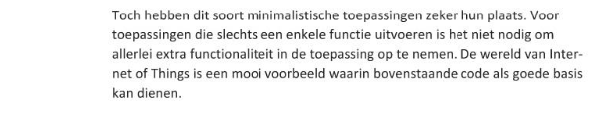 Toch hebben dit soort minimalistische toepassingen zeker hun plaats. Voor
toepassingen die slechts een enkele functie uitvoeren is het niet nodig om
allerlei extra functionaliteit in de toepassing op te nemen. De wereld van Inter-
net of Things is een mooi voorbeeld waarin bovenstaande code als goede basis
kan dienen.